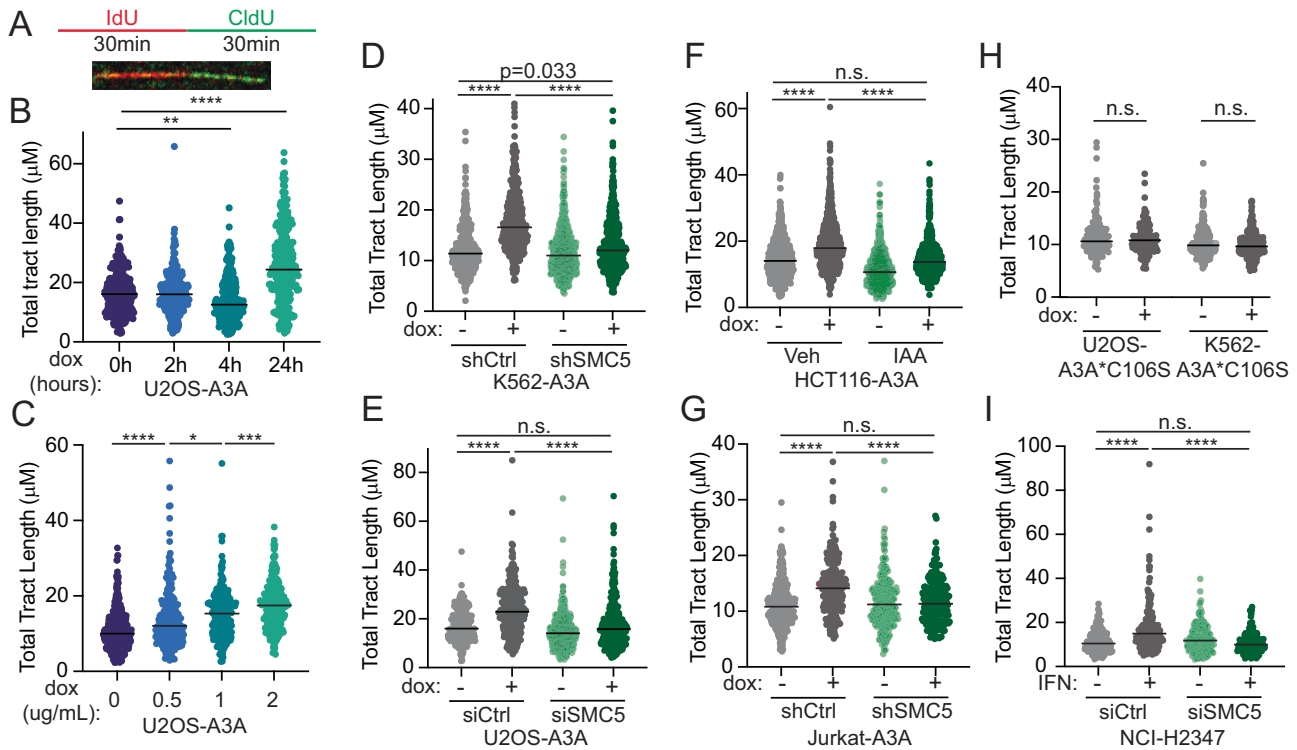 A
IdU
CldU
30min
30min
B
****
**
Total tract length (µM)
60
40
20
0
dox
(hours):
0h
2h
4h
24h
U2OS-A3A
C
****
*
***
Total Tract Length (µM)
60
40
20
0
dox
(ug/mL):
0
0.5
1
2
U2OS-A3A
D
p=0.033
****
****
Total Tract Length (µM)
40
30
20
10
0
dox:
-
+
-
+
shCtrl
shSMC5
K562-A3A
E
n.s.
****
****
Total Tract Length (µM)
80
60
40
20
0
dox:
-
+
-
+
siCtrl
siSMC5
U2OS-A3A
F
n.s.
****
****
Total Tract Length (µM)
60
40
20
0
dox:
-
+
-
+
Veh
IAA
HCT116-A3A
G
n.s.
****
****
Total Tract Length (µM)
40
30
20
10
0
dox:
-
+
-
+
shCtrl
shSMC5
Jurkat-A3A
H
n.s.
n.s.
Total Tract Length (µM)
40
30
20
10
0
dox:
-
+
-
+
U2OS-
A3A*C106S
K562-
A3A*C106S
I
n.s.
****
****
Total Tract Length (µM)
100
80
60
40
20
0
IFN:
-
+
-
+
siCtrl
siSMC5
NCI-H2347